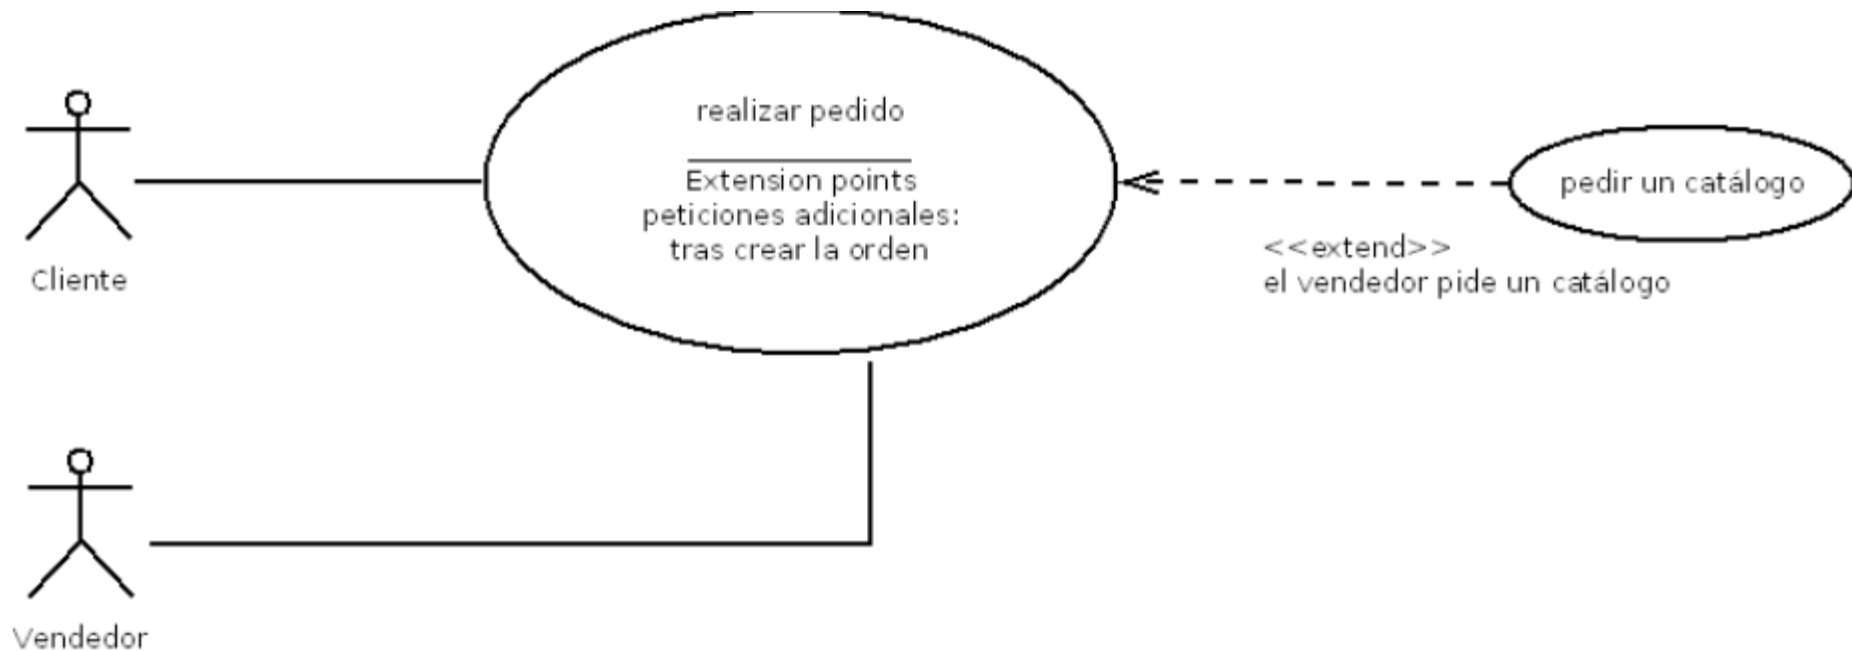 realizar pedido
Extension points
peticiones adicionales:
tras crear la orden
pedir un catálogo
<<extend>>
el vendedor pide un catálogo
Cliente
Vendedor